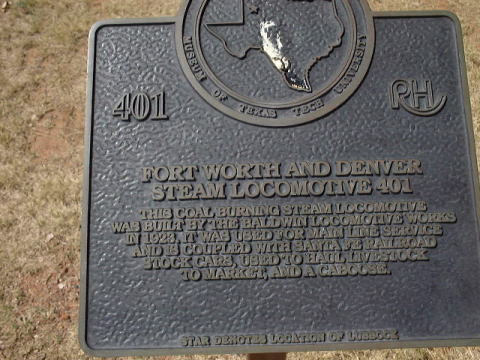 MUSEUM OF TEXAS TECH UNIVERSITY
401
RH
FORT WORTH AND DENVER
STEAM LOCOMOTIVE 401
THIS COAL BURNING STEAM LOCOMOTIVE
WAS BUILT BY THE BALDWIN LOCOMOTIVE WORKS
IN 1923. IT WAS USED FOR MAIN LINE SERVICE
AND IS COUPLED WITH SANTA FE RAILROAD
STOCK CARS, USED TO HAUL LIVESTOCK
TO MARKET, AND A CABOOSE.
STAR DENOTES LOCATION OF LUBBOCK